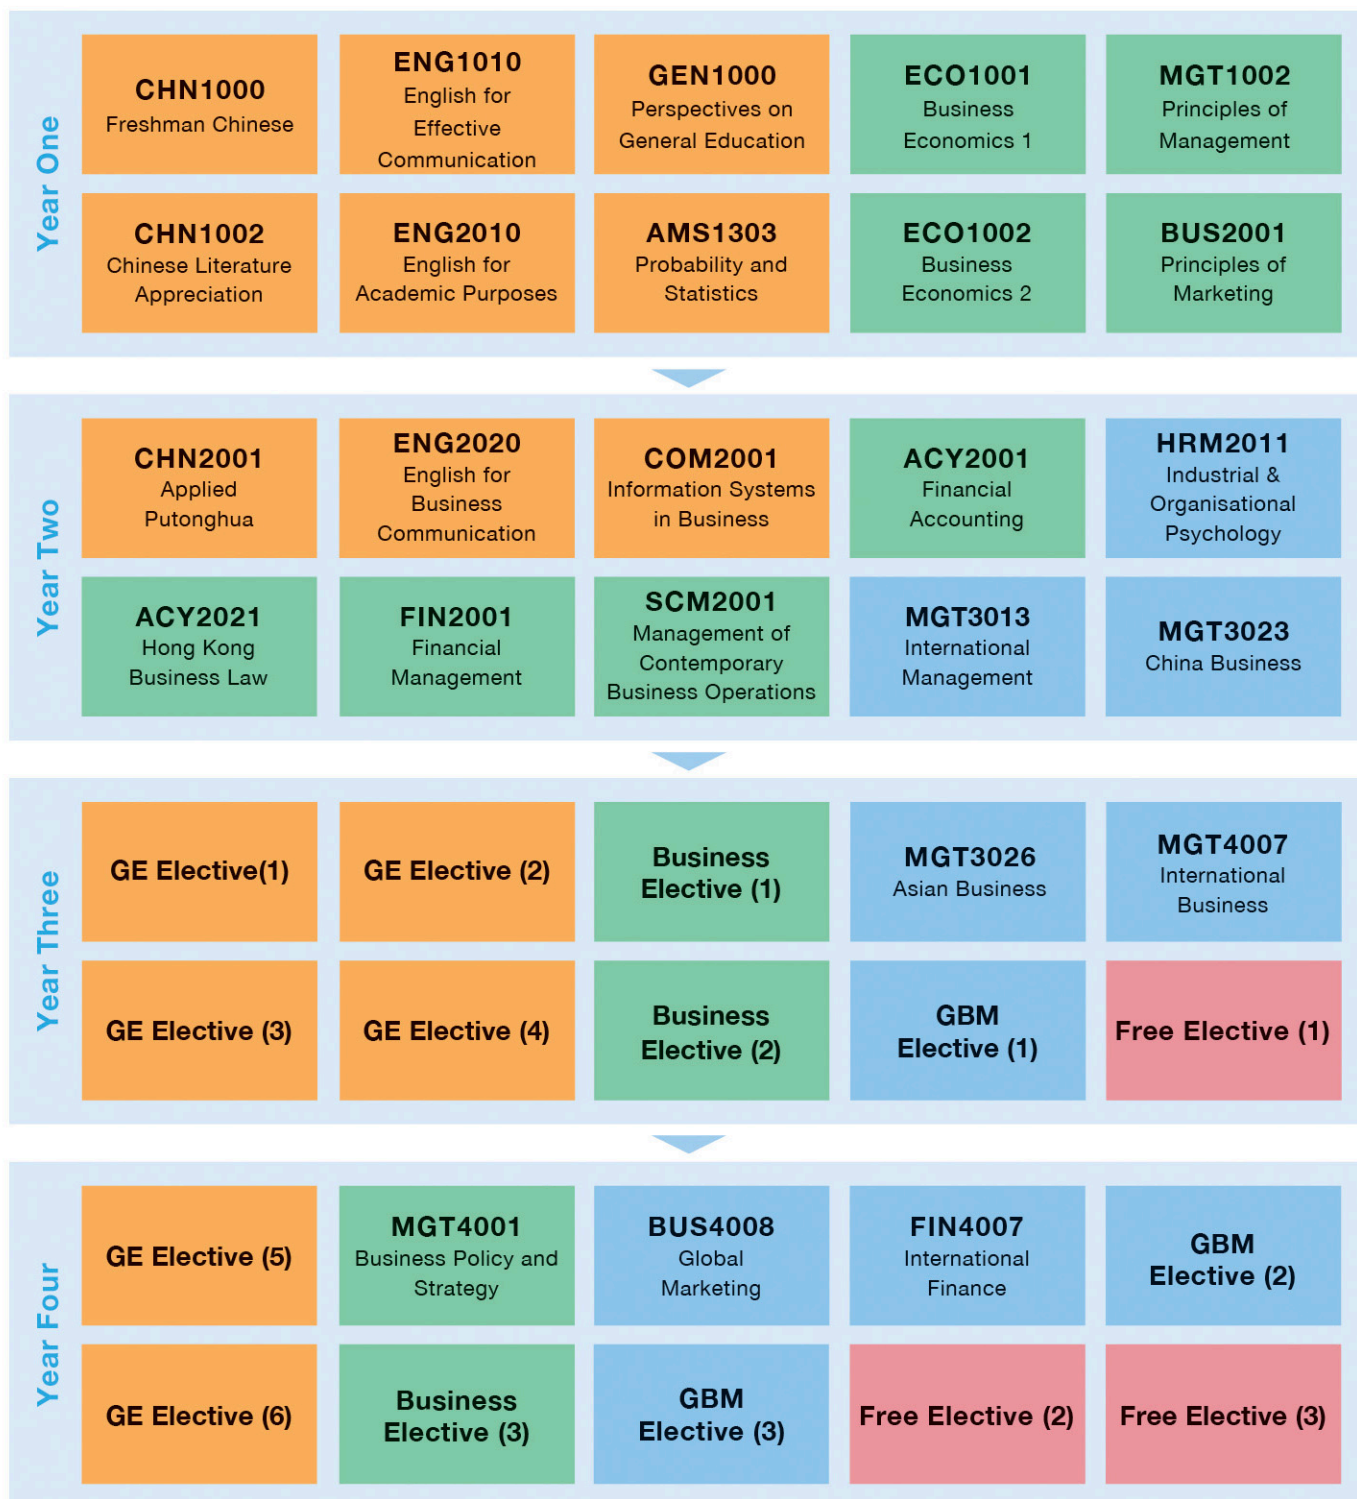 Year One
CHN1000
Freshman Chinese
ENG1010
English for
Effective
Communication
GEN1000
Perspectives on
General Education
ECO1001
Business
Economics 1
MGT1002
Principles of
Management
CHN1002
Chinese Literature
Appreciation
ENG2010
English for
Academic Purposes
AMS1303
Probability and
Statistics
ECO1002
Business
Economics 2
BUS2001
Principles of
Marketing
Year Two
CHN2001
Applied
Putonghua
ENG2020
English for
Business
Communication
COM2001
Information Systems
in Business
ACY2001
Financial
Accounting
HRM2011
Industrial &
Organisational
Psychology
ACY2021
Hong Kong
Business Law
FIN2001
Financial
Management
SCM2001
Management of
Contemporary
Business Operations
MGT3013
International
Management
MGT3023
China Business
Year Three
GE Elective(1)
GE Elective (2)
Business
Elective (1)
MGT3026
Asian Business
MGT4007
International
Business
GE Elective (3)
GE Elective (4)
Business
Elective (2)
GBM
Elective (1)
Free Elective (1)
Year Four
GE Elective (5)
MGT4001
Business Policy and
Strategy
BUS4008
Global
Marketing
FIN4007
International
Finance
GBM
Elective (2)
GE Elective (6)
Business
Elective (3)
GBM
Elective (3)
Free Elective (2)
Free Elective (3)